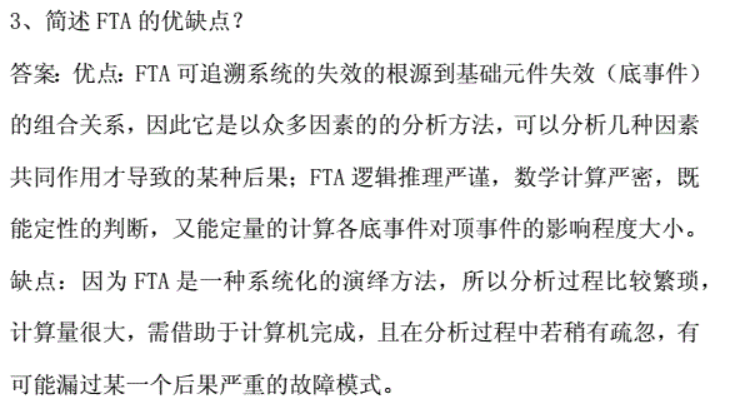 3、简述 FTA 的优缺点？
答案：优点：FTA 可追溯系统的失效的根源到基础元件失效（底事件）
的组合关系，因此它是以众多因素的的分析方法，可以分析几种因素
共同作用才导致的某种后果；FTA 逻辑推理严谨，数学计算严密，既
能定性的判断，又能定量的计算各底事件对顶事件的影响程度大小。
缺点：因为 FTA 是一种系统化的演绎方法，所以分析过程比较繁琐，
计算量很大，需借助于计算机完成，且在分析过程中若稍有疏忽，有
可能漏过某一个后果严重的故障模式。